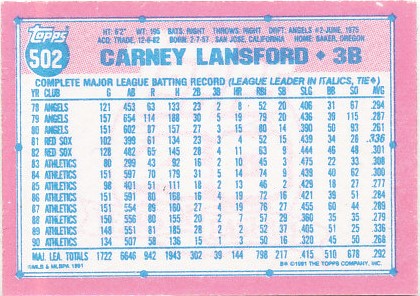 Topps
502
HT: 6'2" WT: 195 BATS: RIGHT THROWS: RIGHT DRAFT: ANGELS #2-JUNE, 1975
ACQ: TRADE, 12-6-82 BORN: 2-7-57 SAN JOSE, CALIFORNIA HOME: BAKER, OREGON
CARNEY LANSFORD ♦ 3B
COMPLETE MAJOR LEAGUE BATTING RECORD (LEAGUE LEADER IN ITALICS, TIE♦)
YR CLUB G AB R H 2B 3B HR RBI SB SLG BB SO AVG
78 ANGELS 121 453 63 133 23 2 8 52 20 .406 31 67 .294
79 ANGELS 157 654 114 188 30 5 19 79 20 .436 39 115 .287
80 ANGELS 151 602 87 157 27 3 15 80 14 .390 50 93 .261
81 RED SOX 102 399 61 134 23 3 4 52 15 .439 34 28 .336
82 RED SOX 128 482 65 145 28 4 11 63 9 .444 46 48 .301
83 ATHLETICS 80 299 43 92 16 2 10 45 3 .475 22 33 .308
84 ATHLETICS 151 597 70 179 31 5 14 74 9 .439 40 62 .300
85 ATHLETICS 98 401 51 111 18 2 13 46 2 .429 18 27 .277
86 ATHLETICS 151 591 80 168 16 4 19 72 16 .421 39 51 .284
87 ATHLETICS 151 554 89 160 27 4 19 76 27 .455 60 44 .289
88 ATHLETICS 150 556 80 155 20 2 7 57 29 .360 35 35 .279
89 ATHLETICS 148 551 81 185 28 2 2 52 37 .405 51 25 .336
90 ATHLETICS 134 507 58 136 15 1 3 50 16 .320 45 50 .268
MAJ. LEA. TOTALS 1722 6646 942 1943 302 39 144 798 217 .415 510 678 .292
©MLB & MLBPA 1991 B* ©1991 THE TOPPS COMPANY, INC.